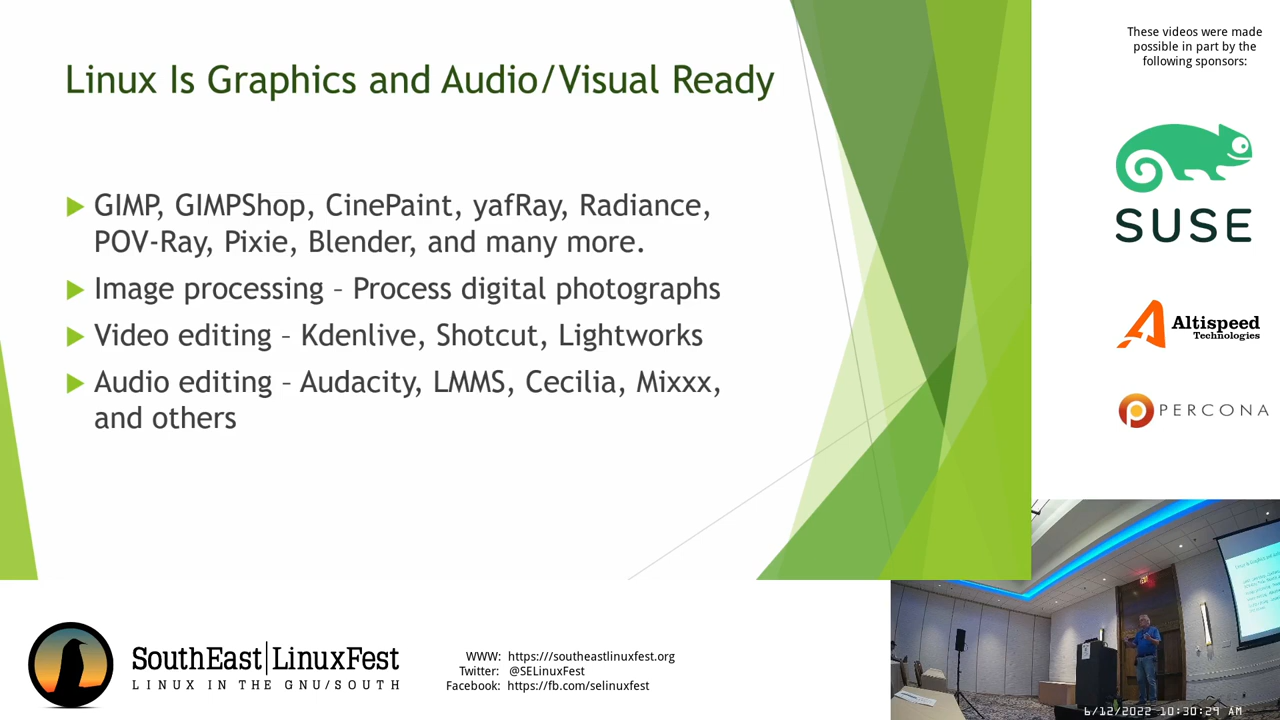 Linux Is Graphics and Audio/Visual Ready
GIMP, GIMPShop, CinePaint, yafRay, Radiance,
POV-Ray, Pixie, Blender, and many more.
Image processing – Process digital photographs
Video editing – Kdenlive, Shotcut, Lightworks
Audio editing – Audacity, LMMS, Cecilia, Mixxx,
and others
These videos were made
possible in part by the
following sponsors:
SUSE
Altispeed
Technologies
PERCONA
SouthEast|LinuxFest
LINUX IN THE GNU/SOUTH
WWW: https:///southeastlinuxfest.org
Twitter: @SELinuxFest
Facebook: https://fb.com/selinuxfest
6/12/2022 10:30:29 AM